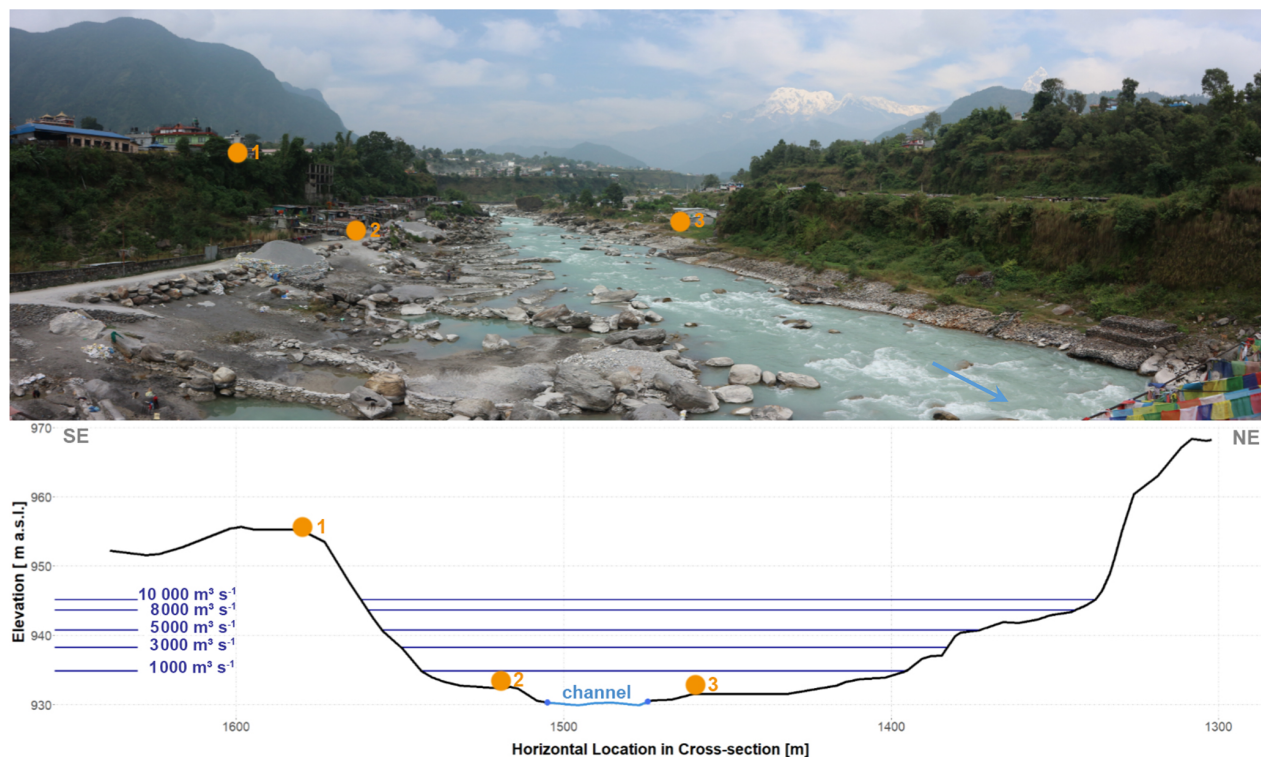 1
2
3
970
SE
NE
960
950
940
930
Elevation [ m a.s.l.]
1
10 000 m³ s⁻¹
8000 m³ s⁻¹
5000 m³ s⁻¹
3000 m³ s⁻¹
1000 m³ s⁻¹
2
channel
3
1600
1500
1400
1300
Horizontal Location in Cross-section [m]